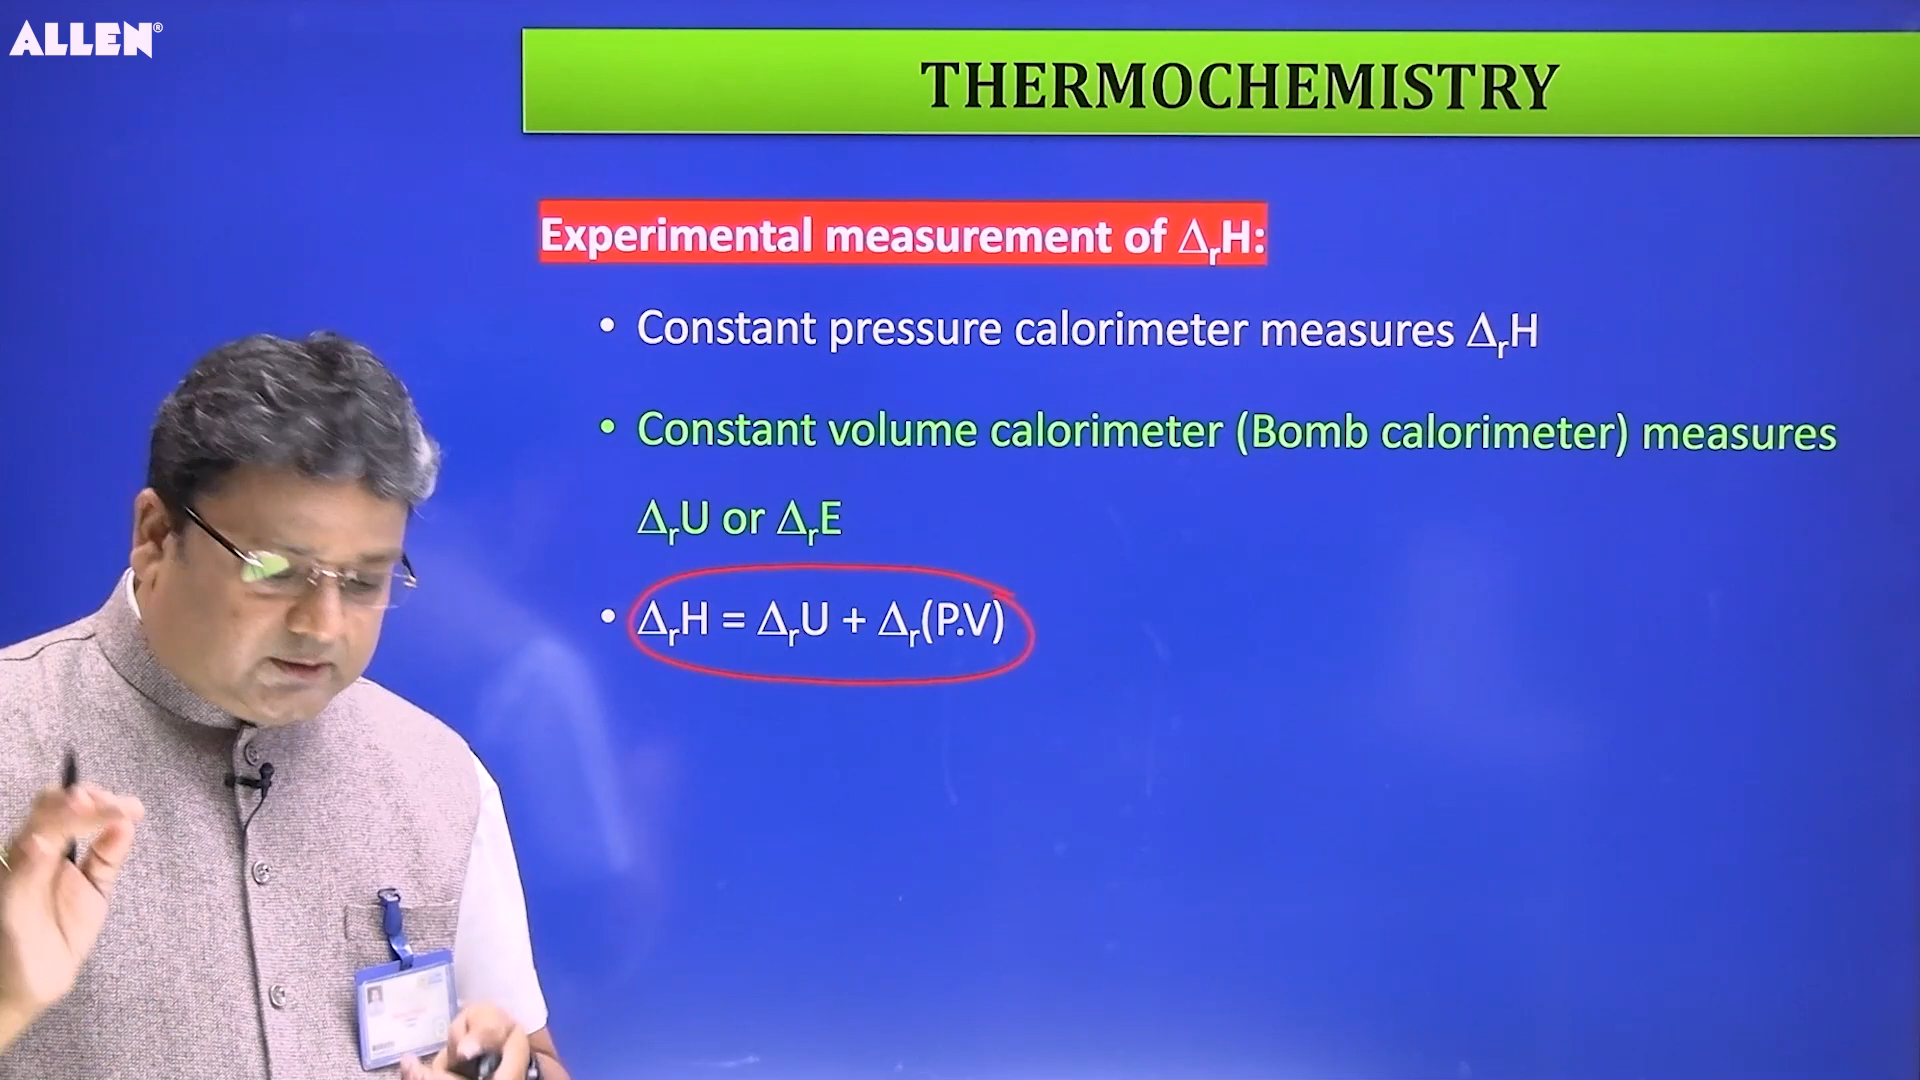 ALLEN®
THERMOCHEMISTRY
Experimental measurement of ΔrH:
• Constant pressure calorimeter measures ΔrH
• Constant volume calorimeter (Bomb calorimeter) measures
ΔrU or ΔrE
• ΔrH = ΔrU + Δr(P.V)